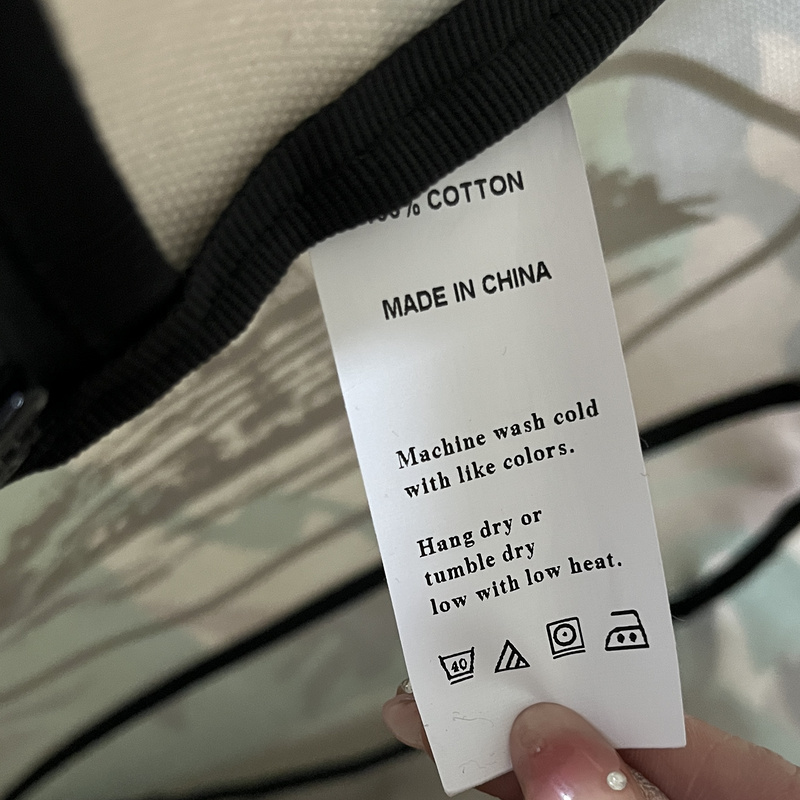 % COTTON
MADE IN CHINA
Machine wash cold
with like colors.
Hang dry or
tumble dry
low with low heat.
40